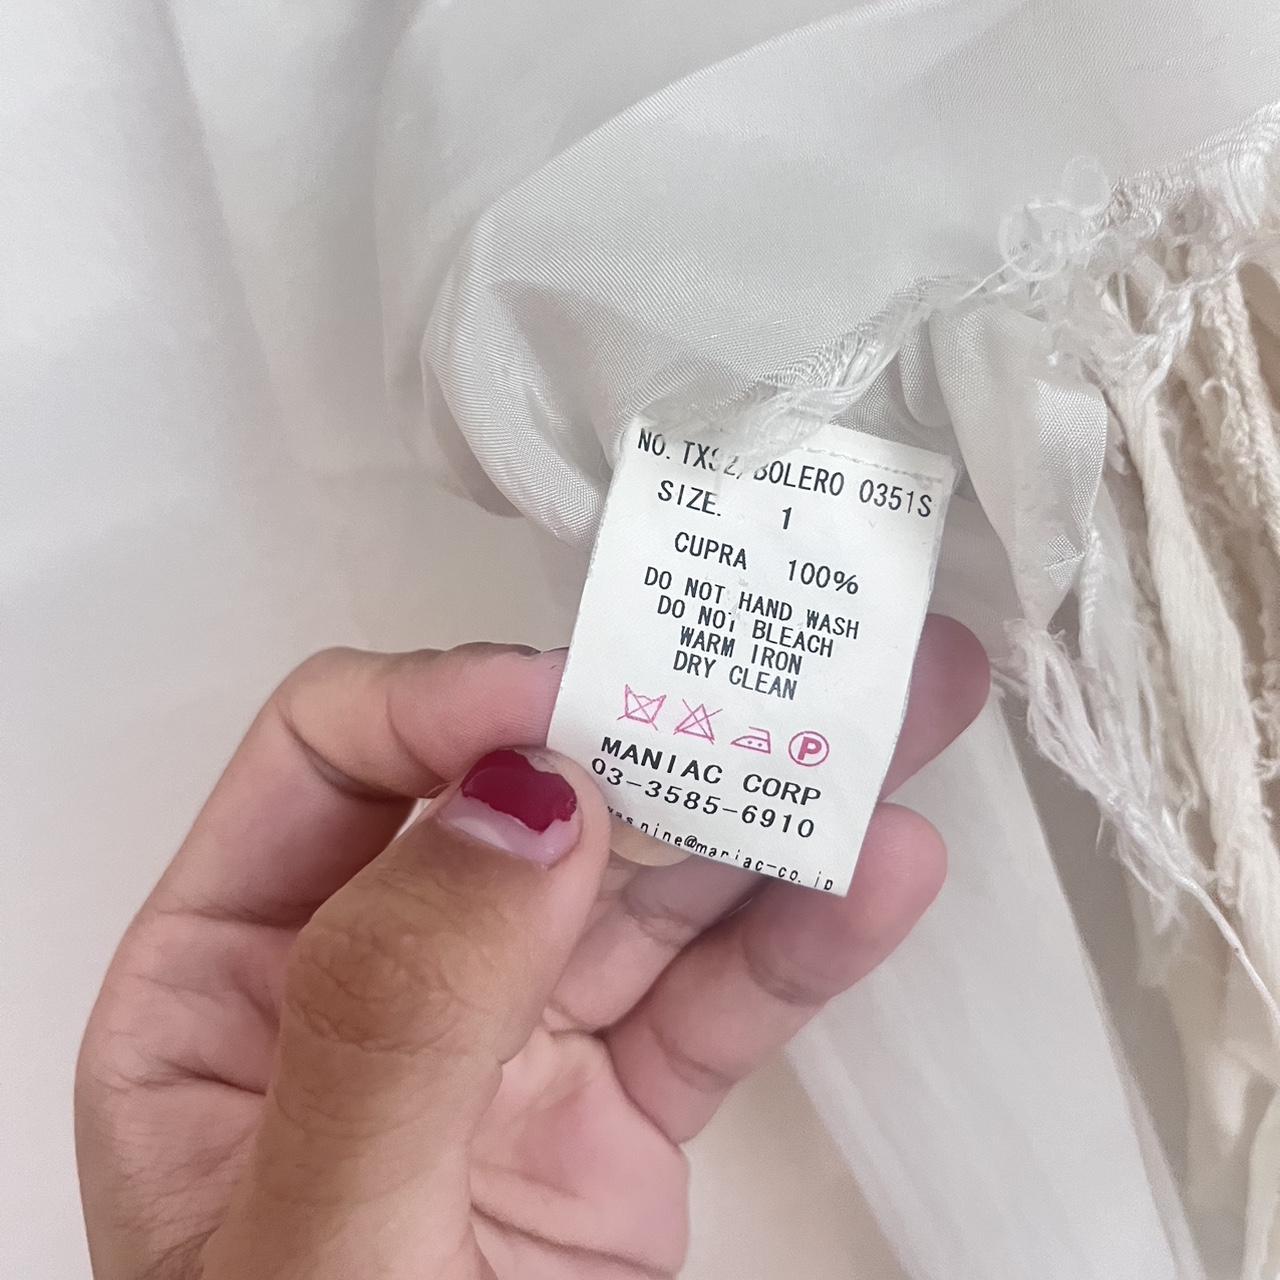 NO. BOLERO 0351S
SIZE. 1
CUPRA 100%
DO NOT HAND WASH
DO NOT BLEACH
WARM IRON
DRY CLEAN
P
MANIAC CORP
03-3585-6910